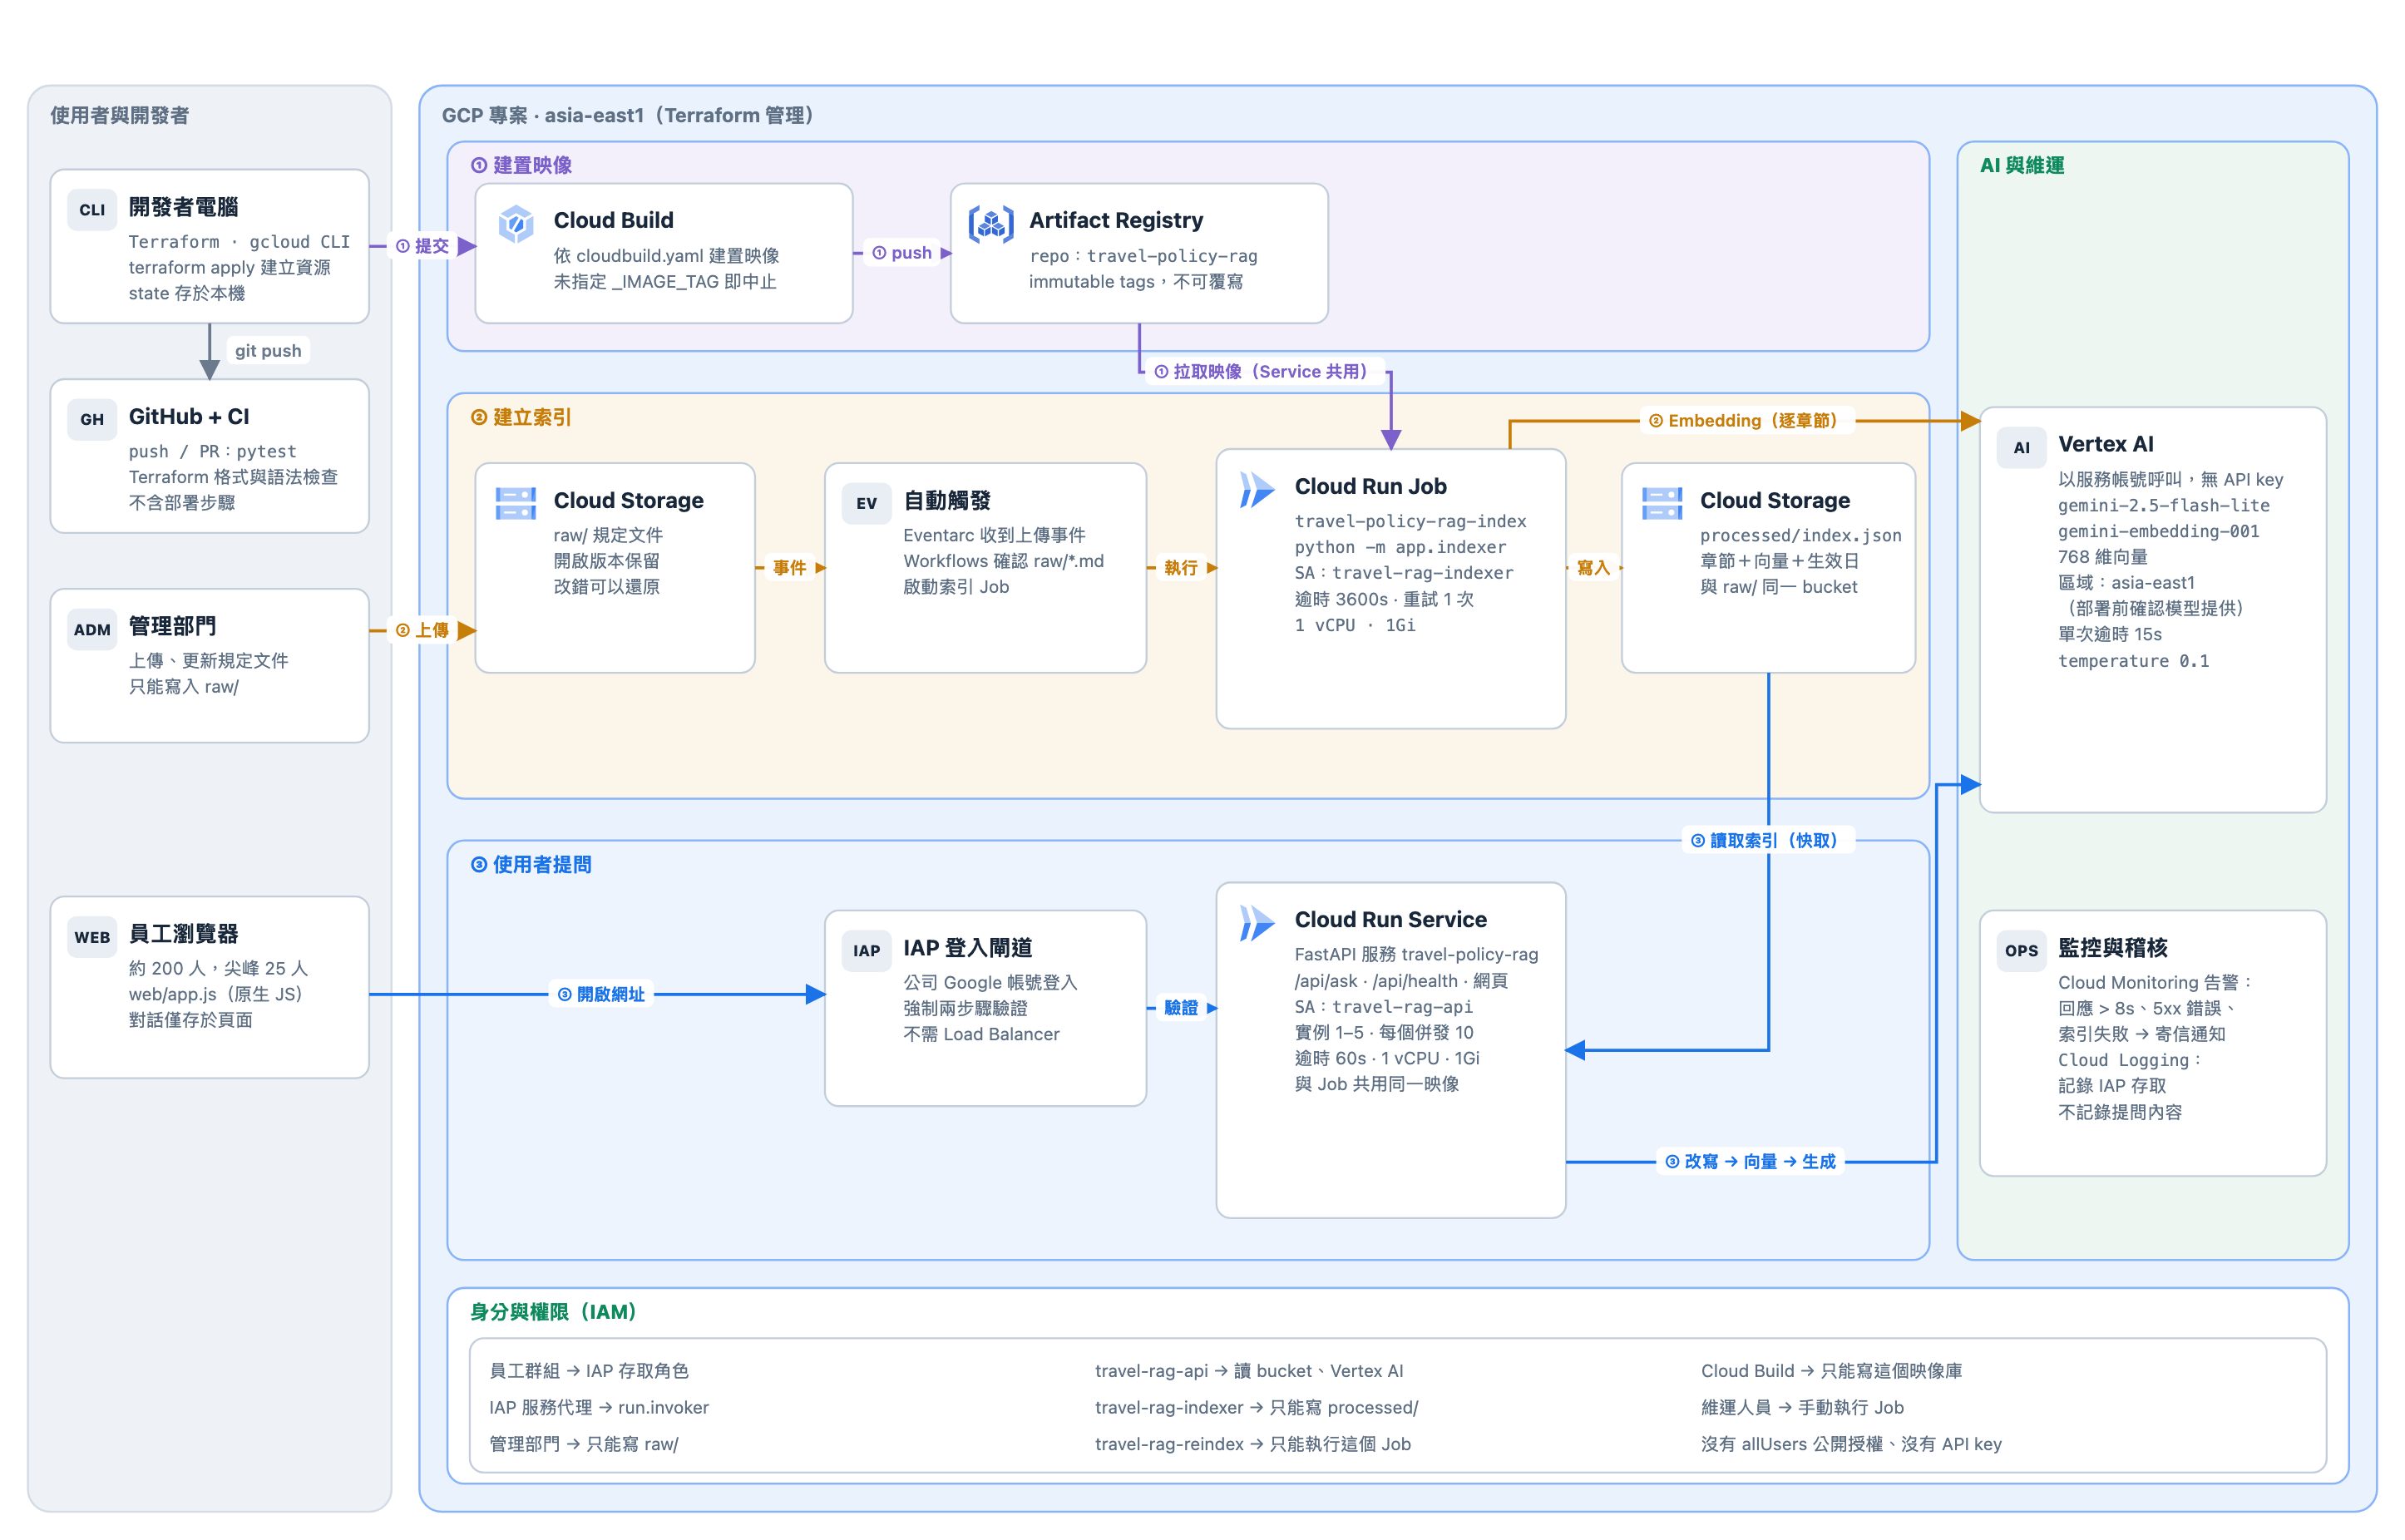 使用者與開發者
CLI
開發者電腦
Terraform · gcloud CLI
terraform apply 建立資源
state 存於本機
git push
GH
GitHub + CI
push / PR：pytest
Terraform 格式與語法檢查
不含部署步驟
ADM
管理部門
上傳、更新規定文件
只能寫入 raw/
WEB
員工瀏覽器
約 200 人，尖峰 25 人
web/app.js（原生 JS）
對話僅存於頁面
GCP 專案 · asia-east1（Terraform 管理）
① 建置映像
① 提交
Cloud Build
依 cloudbuild.yaml 建置映像
未指定 _IMAGE_TAG 即中止
① push
Artifact Registry
repo：travel-policy-rag
immutable tags，不可覆寫
① 拉取映像（Service 共用）
② 建立索引
② 上傳
Cloud Storage
raw/ 規定文件
開啟版本保留
改錯可以還原
事件
EV
自動觸發
Eventarc 收到上傳事件
Workflows 確認 raw/*.md
啟動索引 Job
執行
Cloud Run Job
travel-policy-rag-index
python -m app.indexer
SA：travel-rag-indexer
逾時 3600s · 重試 1 次
1 vCPU · 1Gi
② Embedding（逐章節）
寫入
Cloud Storage
processed/index.json
章節＋向量＋生效日
與 raw/ 同一 bucket
③ 讀取索引（快取）
③ 使用者提問
③ 開啟網址
IAP
IAP 登入閘道
公司 Google 帳號登入
強制兩步驟驗證
不需 Load Balancer
驗證
Cloud Run Service
FastAPI 服務 travel-policy-rag
/api/ask · /api/health · 網頁
SA：travel-rag-api
實例 1–5 · 每個併發 10
逾時 60s · 1 vCPU · 1Gi
與 Job 共用同一映像
③ 改寫 → 向量 → 生成
AI 與維運
AI
Vertex AI
以服務帳號呼叫，無 API key
gemini-2.5-flash-lite
gemini-embedding-001
768 維向量
區域：asia-east1
（部署前確認模型提供）
單次逾時 15s
temperature 0.1
OPS
監控與稽核
Cloud Monitoring 告警：
回應 > 8s、5xx 錯誤、
索引失敗 → 寄信通知
Cloud Logging：
記錄 IAP 存取
不記錄提問內容
身分與權限（IAM）
員工群組 → IAP 存取角色
IAP 服務代理 → run.invoker
管理部門 → 只能寫 raw/
travel-rag-api → 讀 bucket、Vertex AI
travel-rag-indexer → 只能寫 processed/
travel-rag-reindex → 只能執行這個 Job
Cloud Build → 只能寫這個映像庫
維運人員 → 手動執行 Job
沒有 allUsers 公開授權、沒有 API key